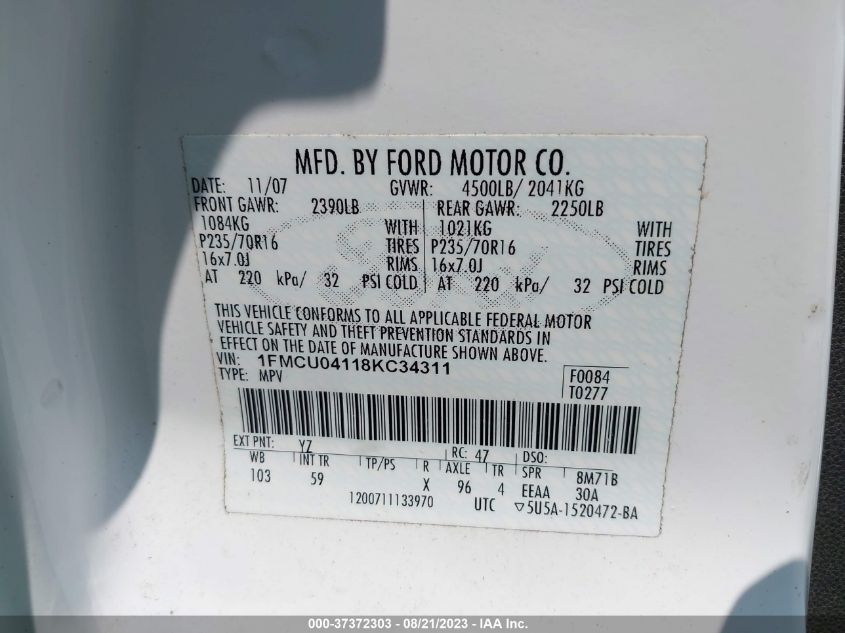 MFD. BY FORD MOTOR CO.
DATE: 11/07 GVWR: 4500LB/ 2041KG
FRONT GAWR: 2390LB REAR GAWR: 2250LB
1084KG WITH 1021KG WITH
P235/70R16 TIRES P235/70R16 TIRES
16x7.0J RIMS 16x7.0J RIMS
AT 220 kPa/ 32 PSI COLD AT 220 kPa/ 32 PSI COLD
THIS VEHICLE CONFORMS TO ALL APPLICABLE FEDERAL MOTOR
VEHICLE SAFETY AND THEFT PREVENTION STANDARDS IN
EFFECT ON THE DATE OF MANUFACTURE SHOWN ABOVE.
VIN: 1FMCU04118KC34311
TYPE: MPV
F0084
T0277
EXT PNT: YZ RC: 47 DSO:
WB INT TR TP/PS R AXLE TR SPR 8M71B
103 59 X 96 4 EEAA 30A
1200711133970 UTC ▽5U5A-1520472-BA
Ford
000-37372303 - 08/21/2023 - IAA Inc.